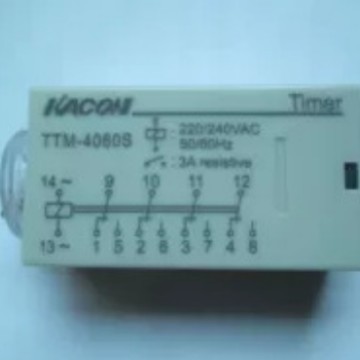 KACON Timer
TTM-4060S : 220/240VAC
50/60Hz
: 3A resistive
14~ 9 10 11 12
13~ 1 5 2 6 3 7 4 8